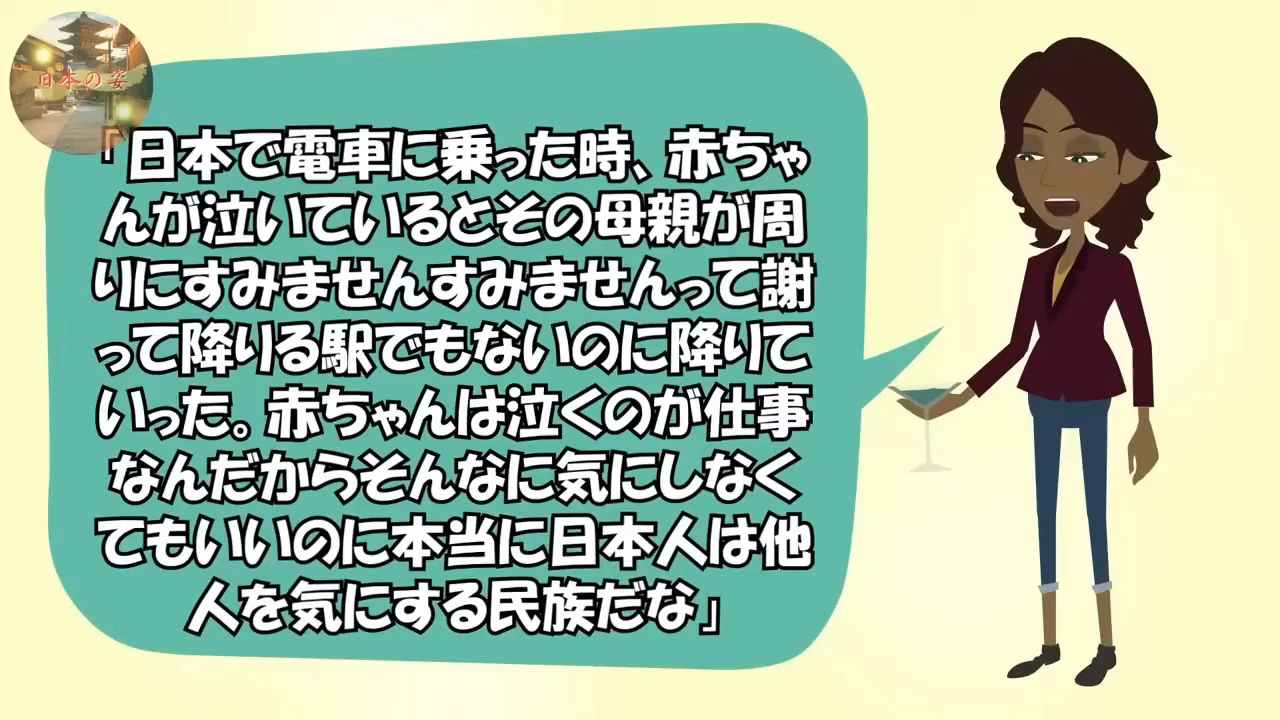 日本の姿
「日本で電車に乗った時、赤ちゃ
んが泣いているとその母親が周
りにすみませんすみませんって謝
って降りる駅でもないのに降りて
いった。赤ちゃんは泣くのが仕事
なんだからそんなに気にしなく
てもいいのに本当に日本人は他
人を気にする民族だな」